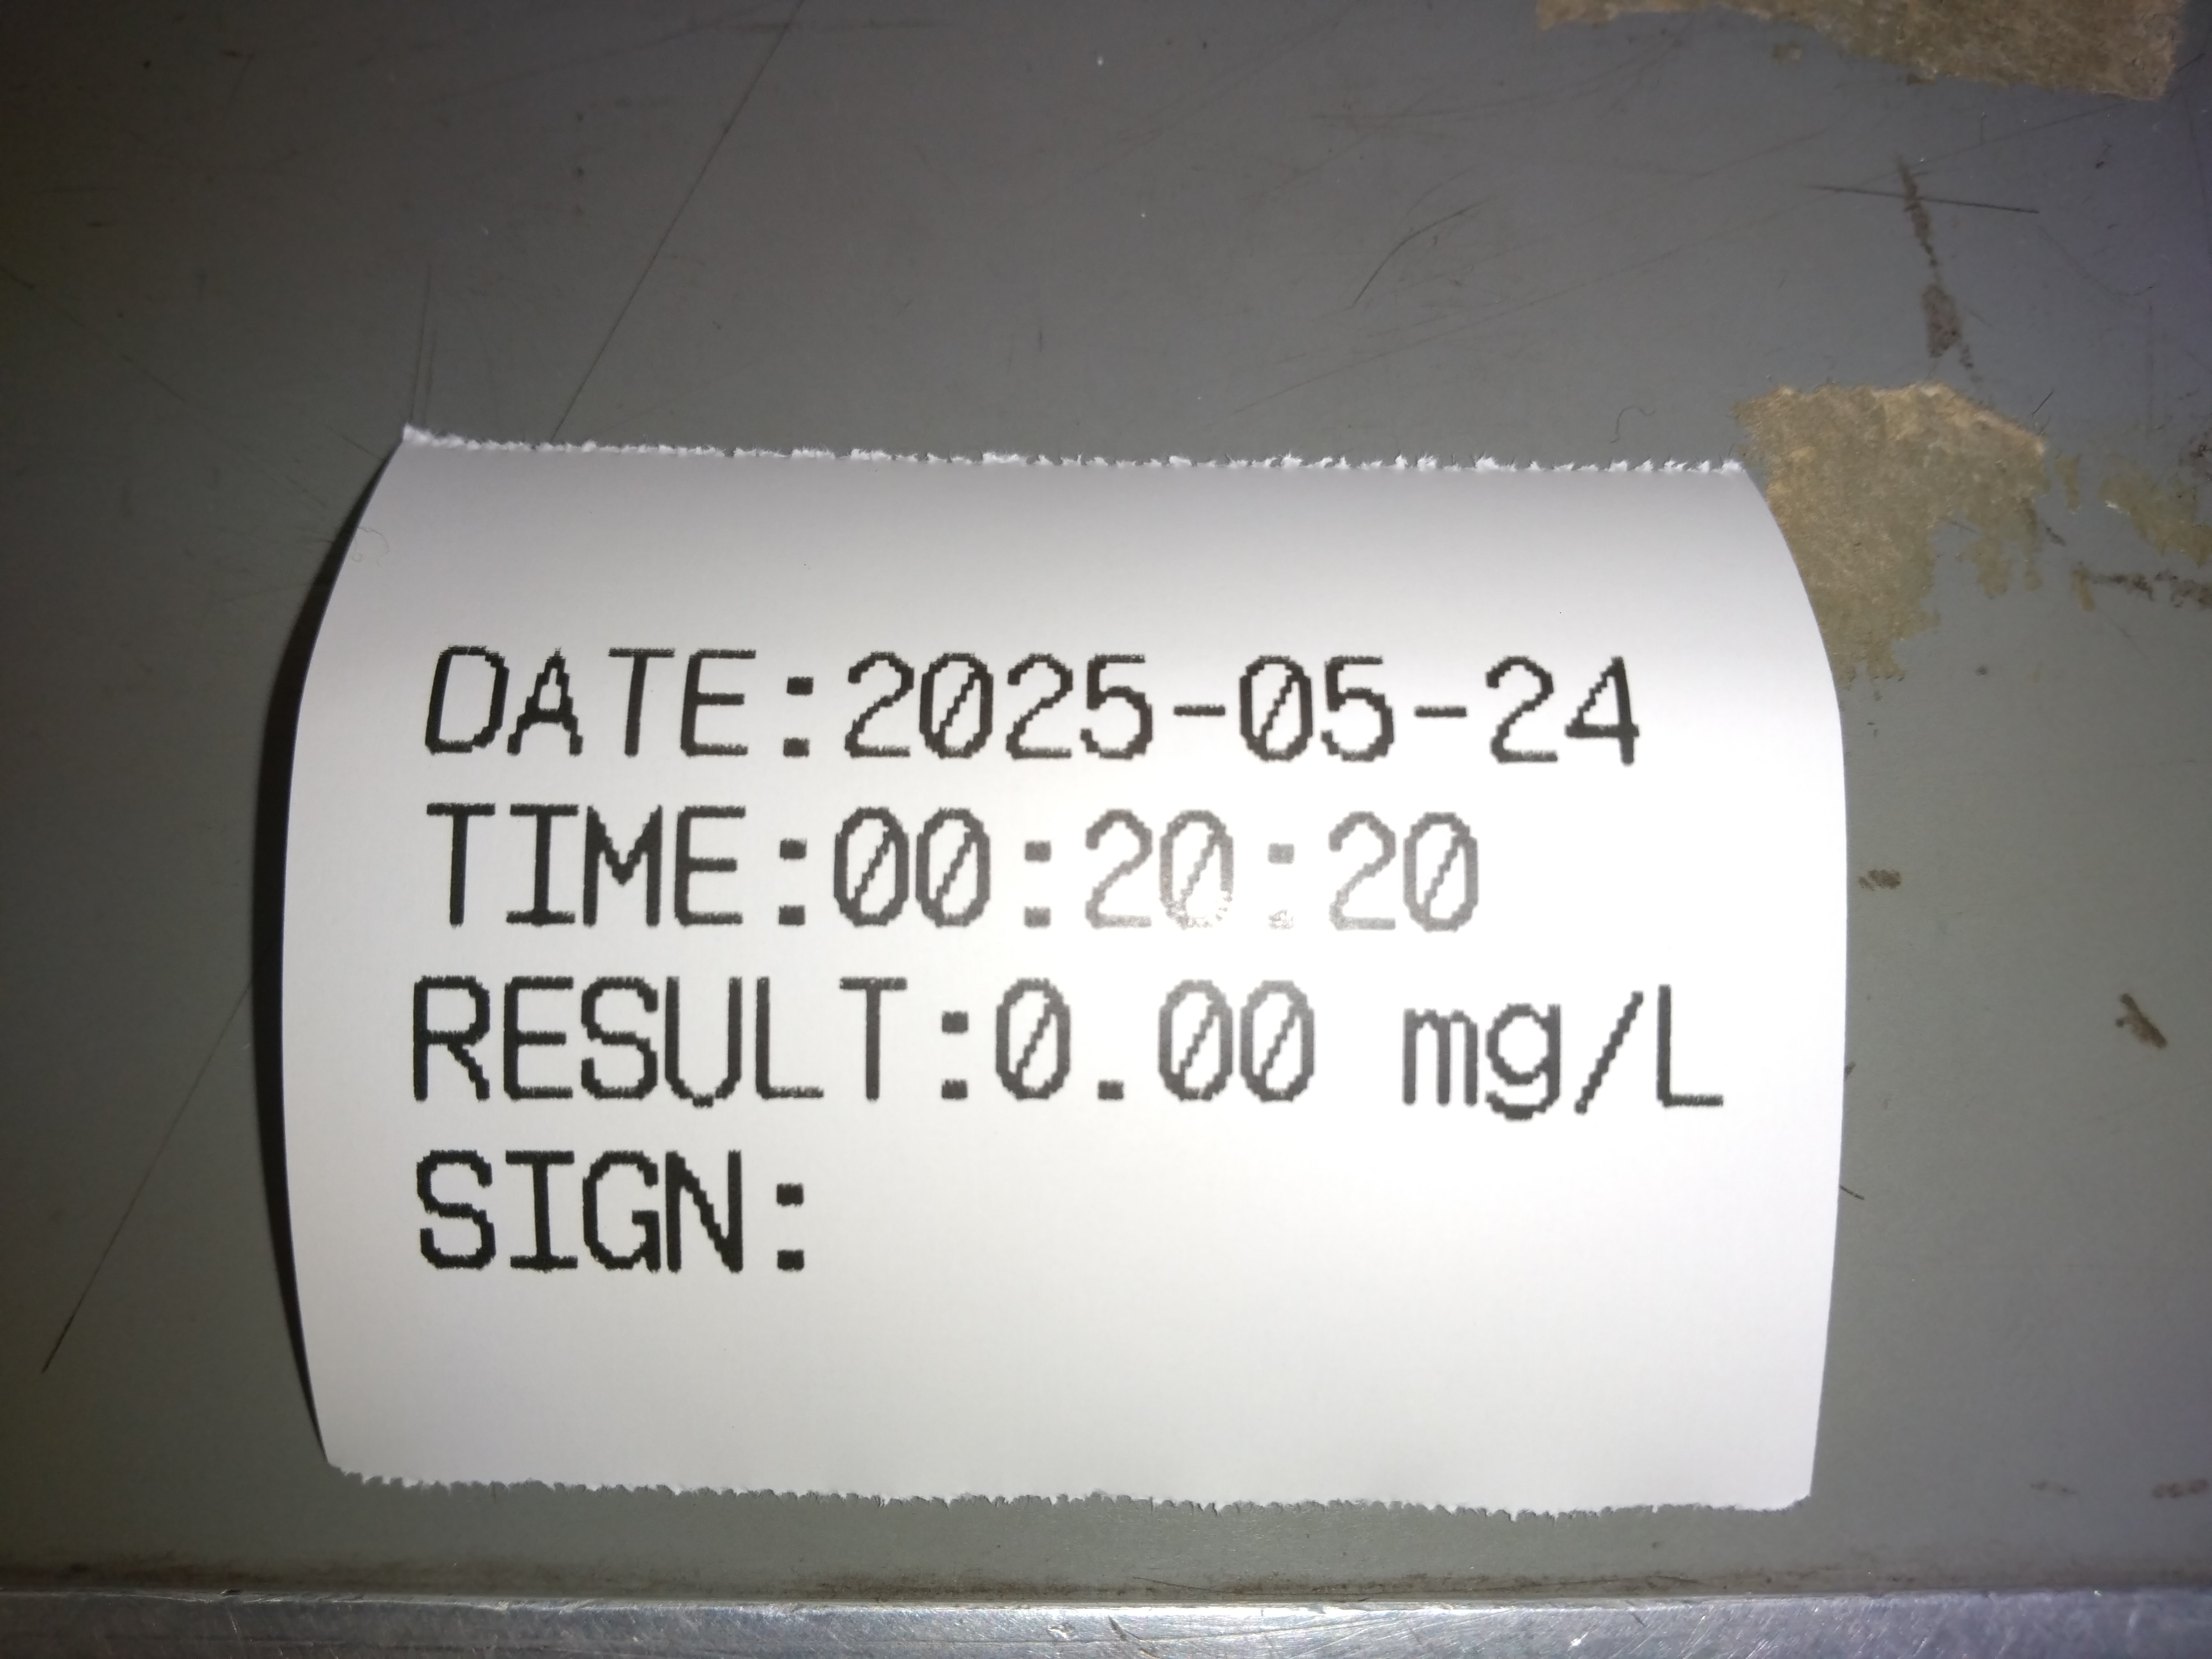 DATE:2025-05-24
TIME:00:20:20
RESULT:0.00 mg/L
SIGN: